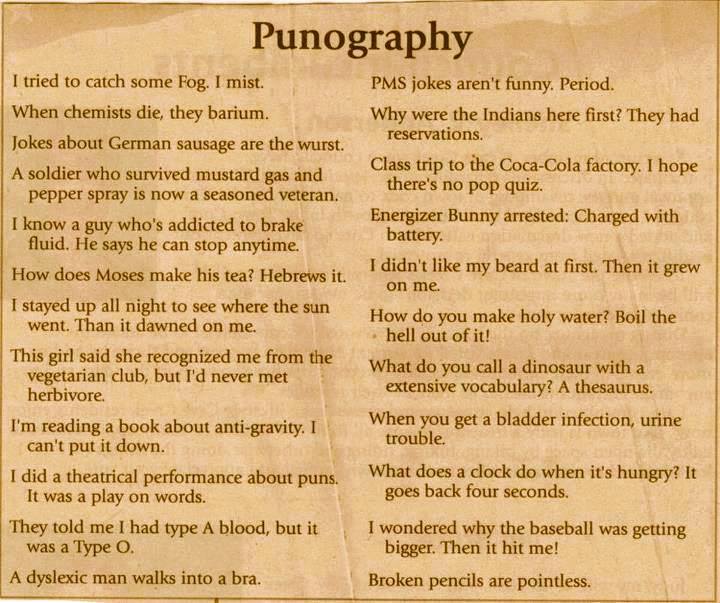 Punography
I tried to catch some Fog. I mist.
When chemists die, they barium.
Jokes about German sausage are the wurst.
A soldier who survived mustard gas and
pepper spray is now a seasoned veteran.
I know a guy who's addicted to brake
fluid. He says he can stop anytime.
How does Moses make his tea? Hebrews it.
I stayed up all night to see where the sun
went. Than it dawned on me.
This girl said she recognized me from the
vegetarian club, but I'd never met
herbivore.
I'm reading a book about anti-gravity. I
can't put it down.
I did a theatrical performance about puns.
It was a play on words.
They told me I had type A blood, but it
was a Type O.
A dyslexic man walks into a bra.
PMS jokes aren't funny. Period.
Why were the Indians here first? They had
reservations.
Class trip to the Coca-Cola factory. I hope
there's no pop quiz.
Energizer Bunny arrested: Charged with
battery.
I didn't like my beard at first. Then it grew
on me.
How do you make holy water? Boil the
hell out of it!
What do you call a dinosaur with a
extensive vocabulary? A thesaurus.
When you get a bladder infection, urine
trouble.
What does a clock do when it's hungry? It
goes back four seconds.
I wondered why the baseball was getting
bigger. Then it hit me!
Broken pencils are pointless.